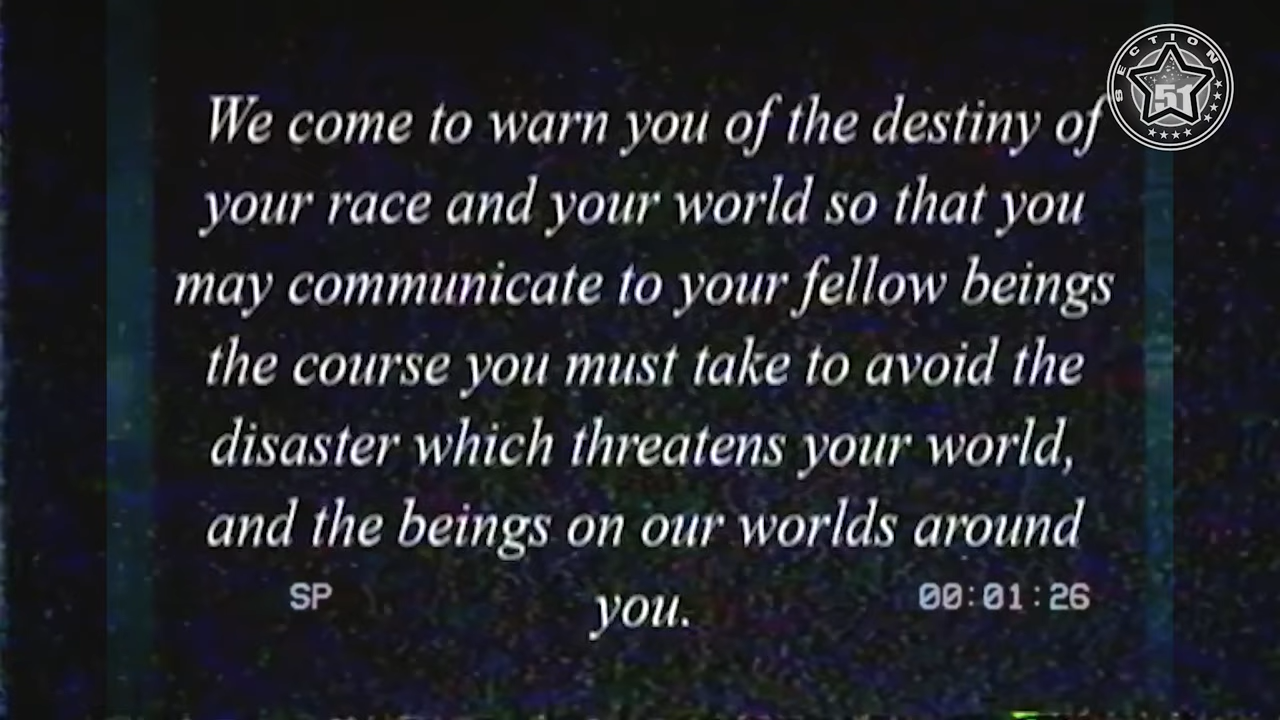 SECTION
51
We come to warn you of the destiny of
your race and your world so that you
may communicate to your fellow beings
the course you must take to avoid the
disaster which threatens your world,
and the beings on our worlds around
you.
SP
00:01:26